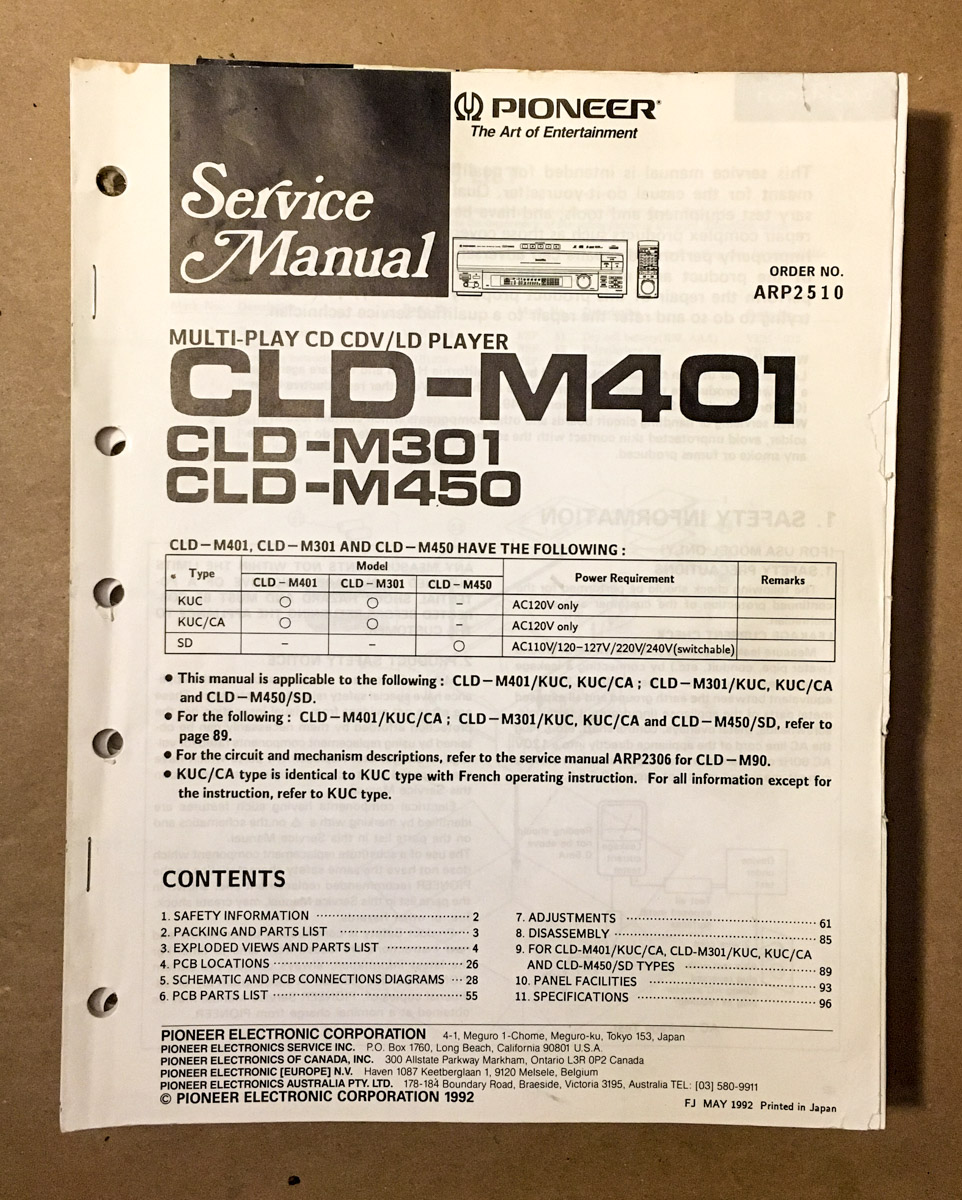 PIONEER®
The Art of Entertainment
Service
Manual
ORDER NO.
ARP2510
MULTI-PLAY CD CDV/LD PLAYER
CLD-M401
CLD-M301
CLD-M450
CLD-M401, CLD-M301 AND CLD-M450 HAVE THE FOLLOWING :
Type Model Power Requirement Remarks
CLD-M401 CLD-M301 CLD-M450
KUC ○ ○ – AC120V only
KUC/CA ○ ○ – AC120V only
SD – – ○ AC110V/120-127V/220V/240V(switchable)
● This manual is applicable to the following : CLD-M401/KUC, KUC/CA ; CLD-M301/KUC, KUC/CA
and CLD-M450/SD.
● For the following : CLD-M401/KUC/CA ; CLD-M301/KUC, KUC/CA and CLD-M450/SD, refer to
page 89.
● For the circuit and mechanism descriptions, refer to the service manual ARP2306 for CLD-M90.
● KUC/CA type is identical to KUC type with French operating instruction. For all information except for
the instruction, refer to KUC type.
CONTENTS
1. SAFETY INFORMATION ................ 2
2. PACKING AND PARTS LIST ................ 3
3. EXPLODED VIEWS AND PARTS LIST ................ 4
4. PCB LOCATIONS ................ 26
5. SCHEMATIC AND PCB CONNECTIONS DIAGRAMS ... 28
6. PCB PARTS LIST ................ 55
7. ADJUSTMENTS ................ 61
8. DISASSEMBLY ................ 85
9. FOR CLD-M401/KUC/CA, CLD-M301/KUC, KUC/CA
AND CLD-M450/SD TYPES ................ 89
10. PANEL FACILITIES ................ 93
11. SPECIFICATIONS ................ 96
PIONEER ELECTRONIC CORPORATION 4-1, Meguro 1-Chome, Meguro-ku, Tokyo 153, Japan
PIONEER ELECTRONICS SERVICE INC. P.O. Box 1760, Long Beach, California 90801 U.S.A.
PIONEER ELECTRONICS OF CANADA, INC. 300 Allstate Parkway Markham, Ontario L3R 0P2 Canada
PIONEER ELECTRONIC [EUROPE] N.V. Haven 1087 Keetberglaan 1, 9120 Melsele, Belgium
PIONEER ELECTRONICS AUSTRALIA PTY. LTD. 178-184 Boundary Road, Braeside, Victoria 3195, Australia TEL: [03] 580-9911
© PIONEER ELECTRONIC CORPORATION 1992
FJ MAY 1992 Printed in Japan